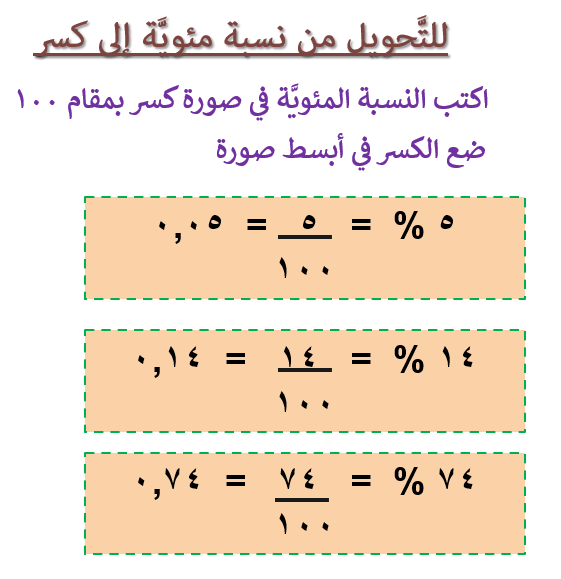 للتَّحويل من نسبة مئويَّة إلى كسر
اكتب النسبة المئويَّة في صورة كسر بمقام ١٠٠
ضع الكسر في أبسط صورة
٥ % = ٥ = ٠,٠٥
١٠٠
١٤ % = ١٤ = ٠,١٤
١٠٠
٧٤ % = ٧٤ = ٠,٧٤
١٠٠